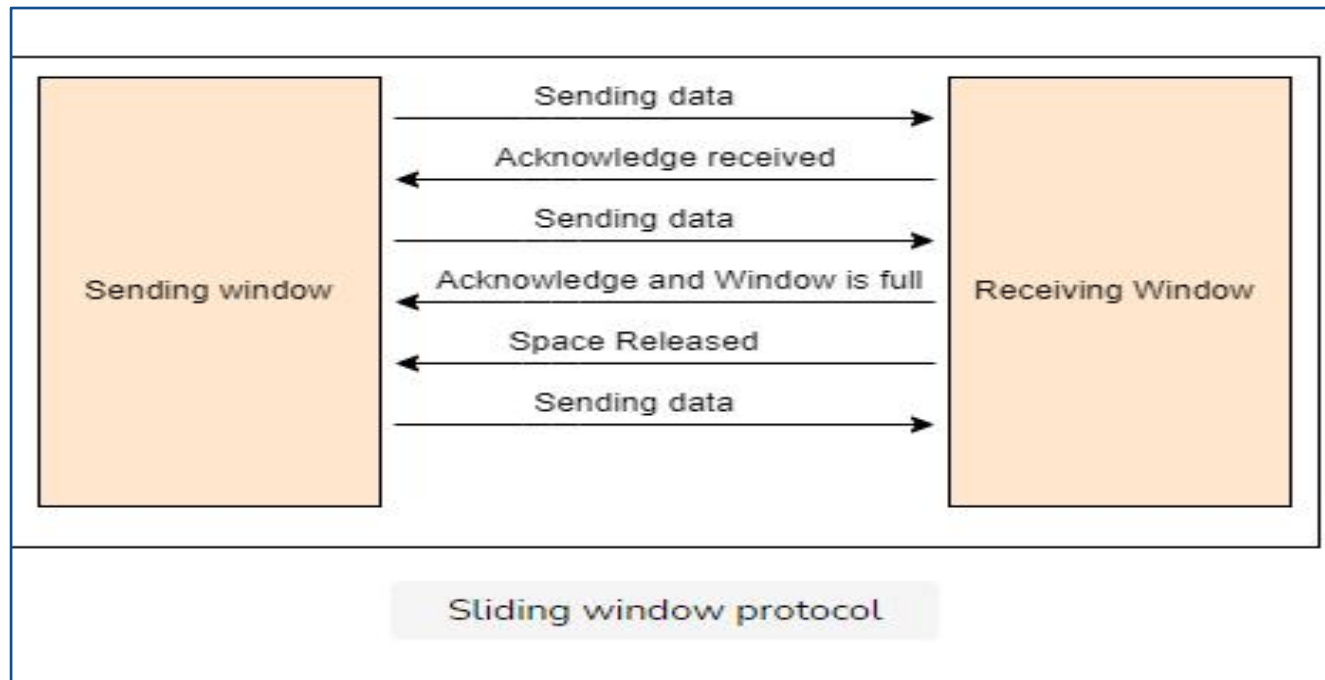 Sending data
Acknowledge received
Sending data
Acknowledge and Window is full
Sending window
Receiving Window
Space Released
Sending data
Sliding window protocol